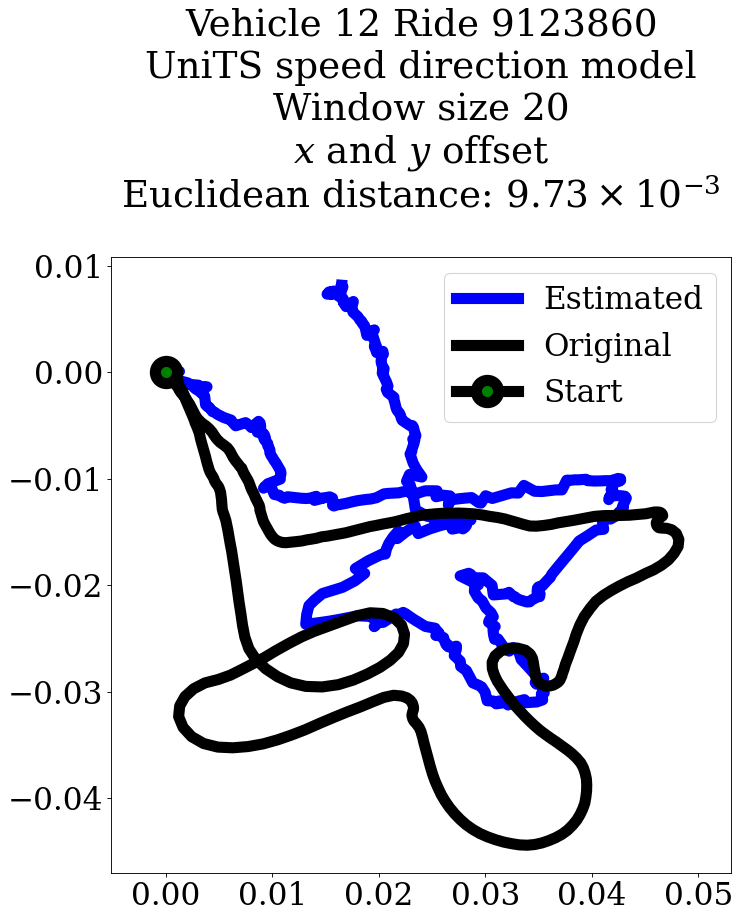 Vehicle 12 Ride 9123860
UniTS speed direction model
Window size 20
x and y offset
Euclidean distance: 9.73 × 10⁻³
Estimated
Original
Start
0.01
0.00
−0.01
−0.02
−0.03
−0.04
0.00 0.01 0.02 0.03 0.04 0.05